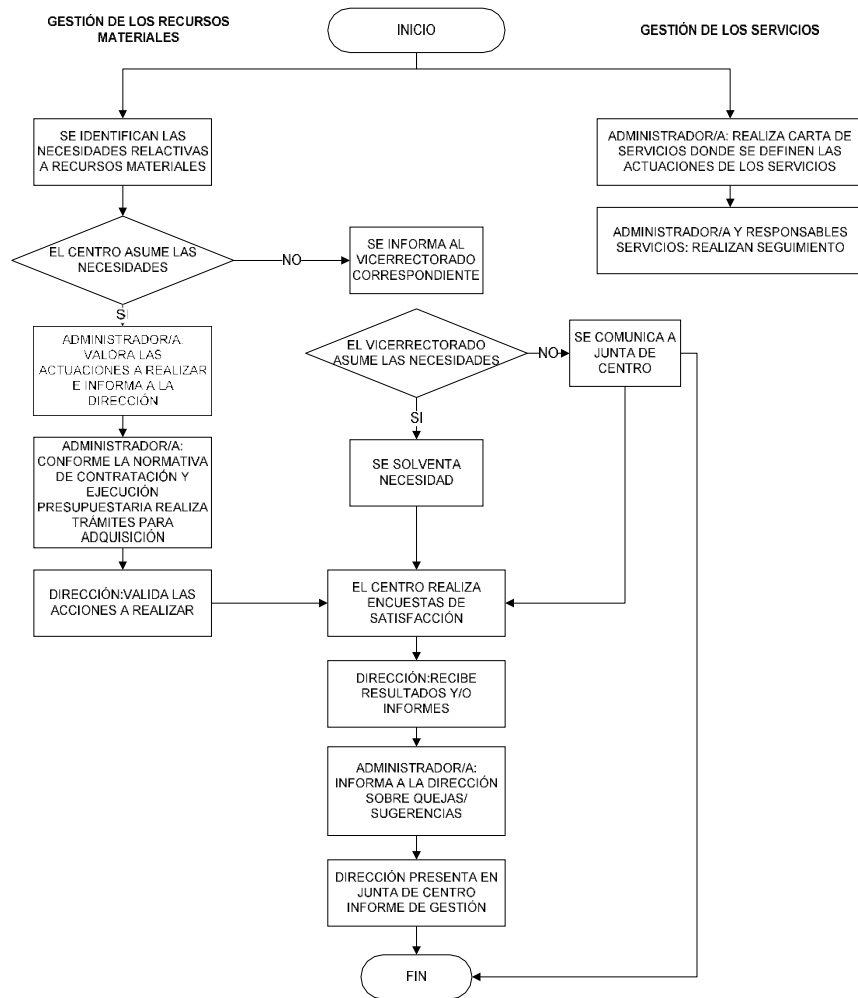 GESTIÓN DE LOS RECURSOS
MATERIALES
INICIO
GESTIÓN DE LOS SERVICIOS
SE IDENTIFICAN LAS
NECESIDADES RELACTIVAS
A RECURSOS MATERIALES
ADMINISTRADOR/A: REALIZA CARTA DE
SERVICIOS DONDE SE DEFINEN LAS
ACTUACIONES DE LOS SERVICIOS
ADMINISTRADOR/A Y RESPONSABLES
SERVICIOS: REALIZAN SEGUIMIENTO
EL CENTRO ASUME LAS
NECESIDADES
NO
SE INFORMA AL
VICERRECTORADO
CORRESPONDIENTE
SI
ADMINISTRADOR/A:
VALORA LAS
ACTUACIONES A REALIZAR
E INFORMA A LA
DIRECCIÓN
EL VICERRECTORADO
ASUME LAS NECESIDADES
NO
SE COMUNICA A
JUNTA DE
CENTRO
SI
ADMINISTRADOR/A:
CONFORME LA NORMATIVA
DE CONTRATACIÓN Y
EJECUCIÓN
PRESUPUESTARIA REALIZA
TRÁMITES PARA
ADQUISICIÓN
SE SOLVENTA
NECESIDAD
DIRECCIÓN:VALIDA LAS
ACCIONES A REALIZAR
EL CENTRO REALIZA
ENCUESTAS DE
SATISFACCIÓN
DIRECCIÓN:RECIBE
RESULTADOS Y/O
INFORMES
ADMINISTRADOR/A:
INFORMA A LA DIRECCIÓN
SOBRE QUEJAS/
SUGERENCIAS
DIRECCIÓN PRESENTA EN
JUNTA DE CENTRO
INFORME DE GESTIÓN
FIN